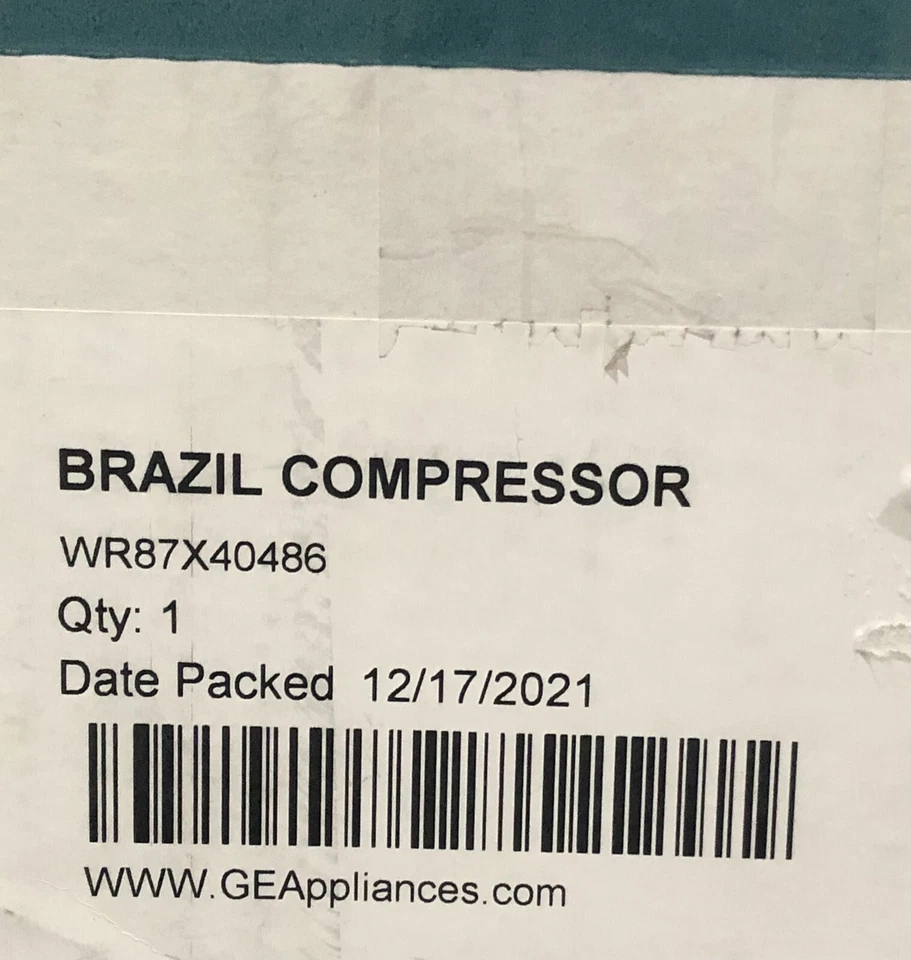 BRAZIL COMPRESSOR
WR87X40486
Qty: 1
Date Packed 12/17/2021
WWW.GEAppliances.com